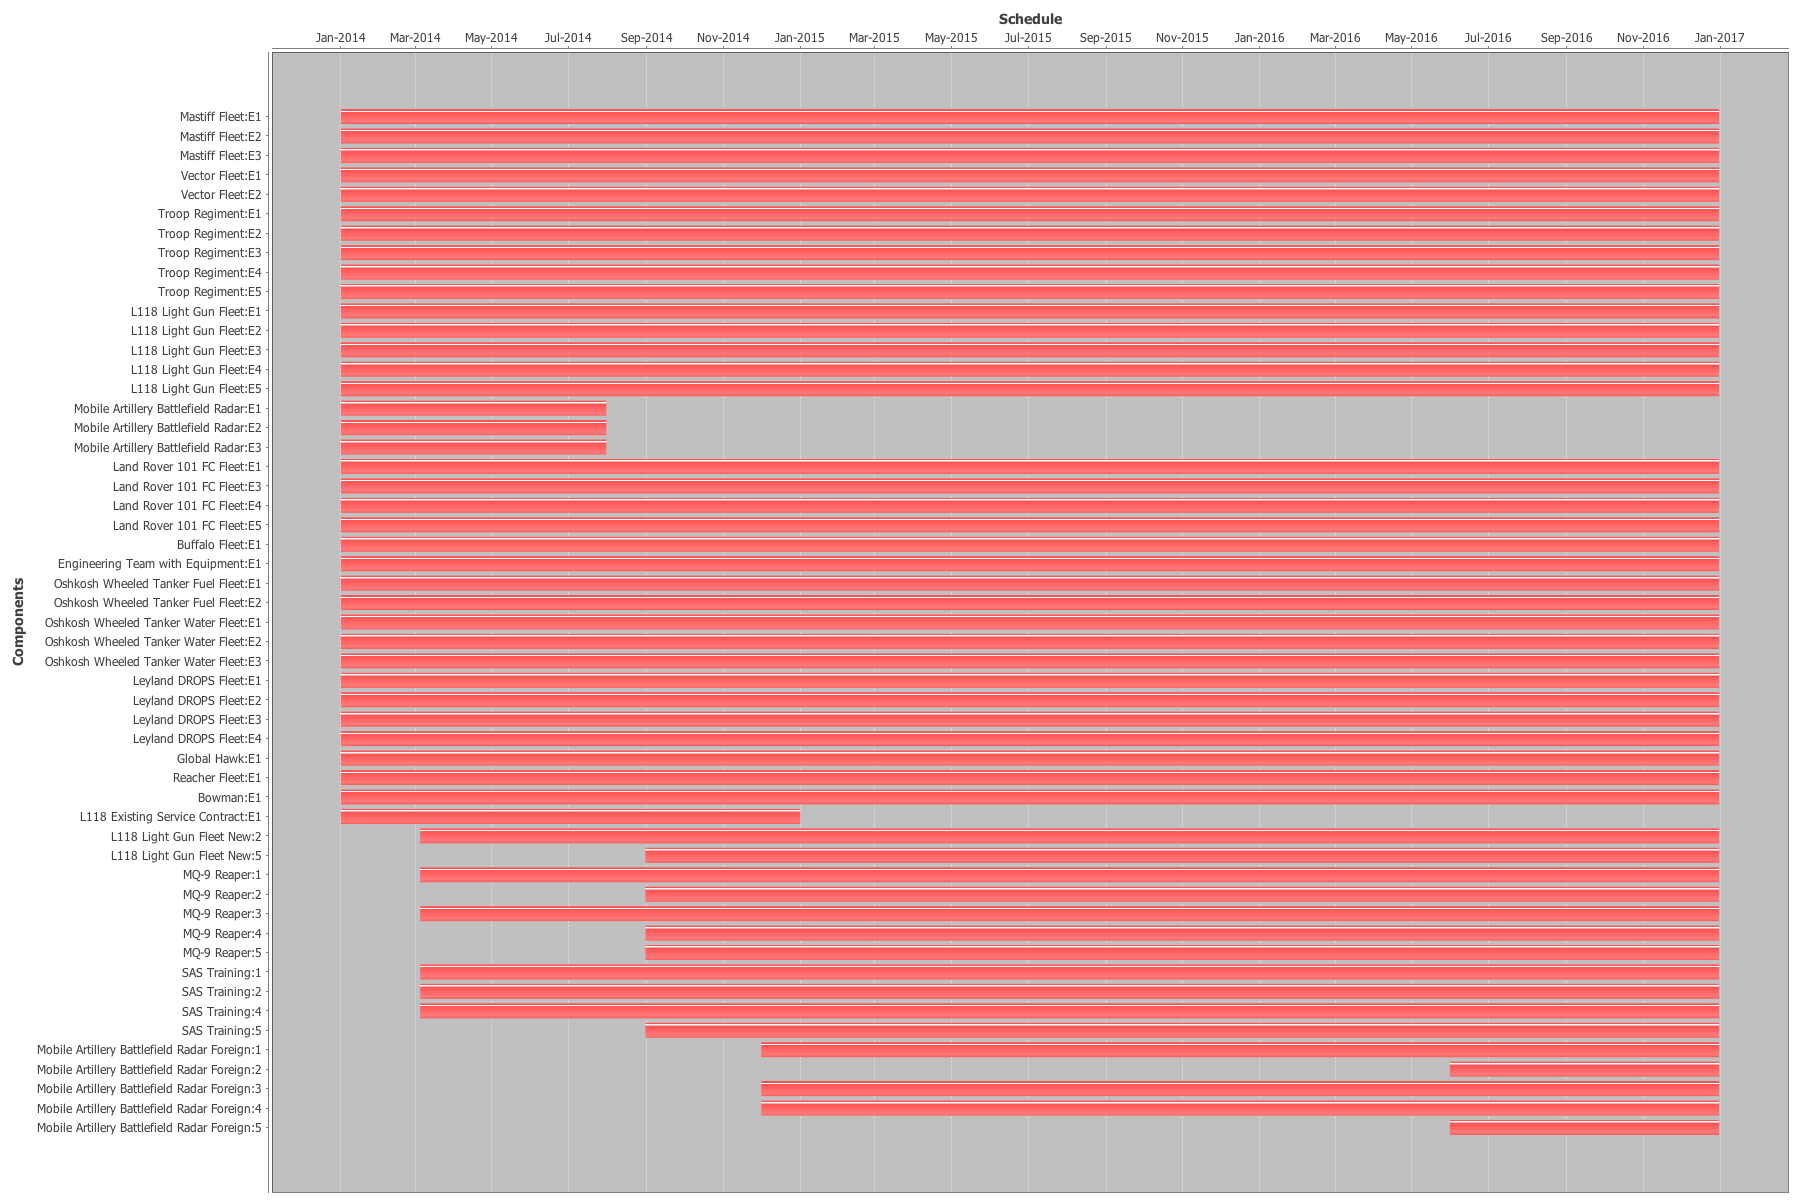 Schedule
Jan-2014 Mar-2014 May-2014 Jul-2014 Sep-2014 Nov-2014 Jan-2015 Mar-2015 May-2015 Jul-2015 Sep-2015 Nov-2015 Jan-2016 Mar-2016 May-2016 Jul-2016 Sep-2016 Nov-2016 Jan-2017
Components
Mastiff Fleet:E1
Mastiff Fleet:E2
Mastiff Fleet:E3
Vector Fleet:E1
Vector Fleet:E2
Troop Regiment:E1
Troop Regiment:E2
Troop Regiment:E3
Troop Regiment:E4
Troop Regiment:E5
L118 Light Gun Fleet:E1
L118 Light Gun Fleet:E2
L118 Light Gun Fleet:E3
L118 Light Gun Fleet:E4
L118 Light Gun Fleet:E5
Mobile Artillery Battlefield Radar:E1
Mobile Artillery Battlefield Radar:E2
Mobile Artillery Battlefield Radar:E3
Land Rover 101 FC Fleet:E1
Land Rover 101 FC Fleet:E3
Land Rover 101 FC Fleet:E4
Land Rover 101 FC Fleet:E5
Buffalo Fleet:E1
Engineering Team with Equipment:E1
Oshkosh Wheeled Tanker Fuel Fleet:E1
Oshkosh Wheeled Tanker Fuel Fleet:E2
Oshkosh Wheeled Tanker Water Fleet:E1
Oshkosh Wheeled Tanker Water Fleet:E2
Oshkosh Wheeled Tanker Water Fleet:E3
Leyland DROPS Fleet:E1
Leyland DROPS Fleet:E2
Leyland DROPS Fleet:E3
Leyland DROPS Fleet:E4
Global Hawk:E1
Reacher Fleet:E1
Bowman:E1
L118 Existing Service Contract:E1
L118 Light Gun Fleet New:2
L118 Light Gun Fleet New:5
MQ-9 Reaper:1
MQ-9 Reaper:2
MQ-9 Reaper:3
MQ-9 Reaper:4
MQ-9 Reaper:5
SAS Training:1
SAS Training:2
SAS Training:4
SAS Training:5
Mobile Artillery Battlefield Radar Foreign:1
Mobile Artillery Battlefield Radar Foreign:2
Mobile Artillery Battlefield Radar Foreign:3
Mobile Artillery Battlefield Radar Foreign:4
Mobile Artillery Battlefield Radar Foreign:5